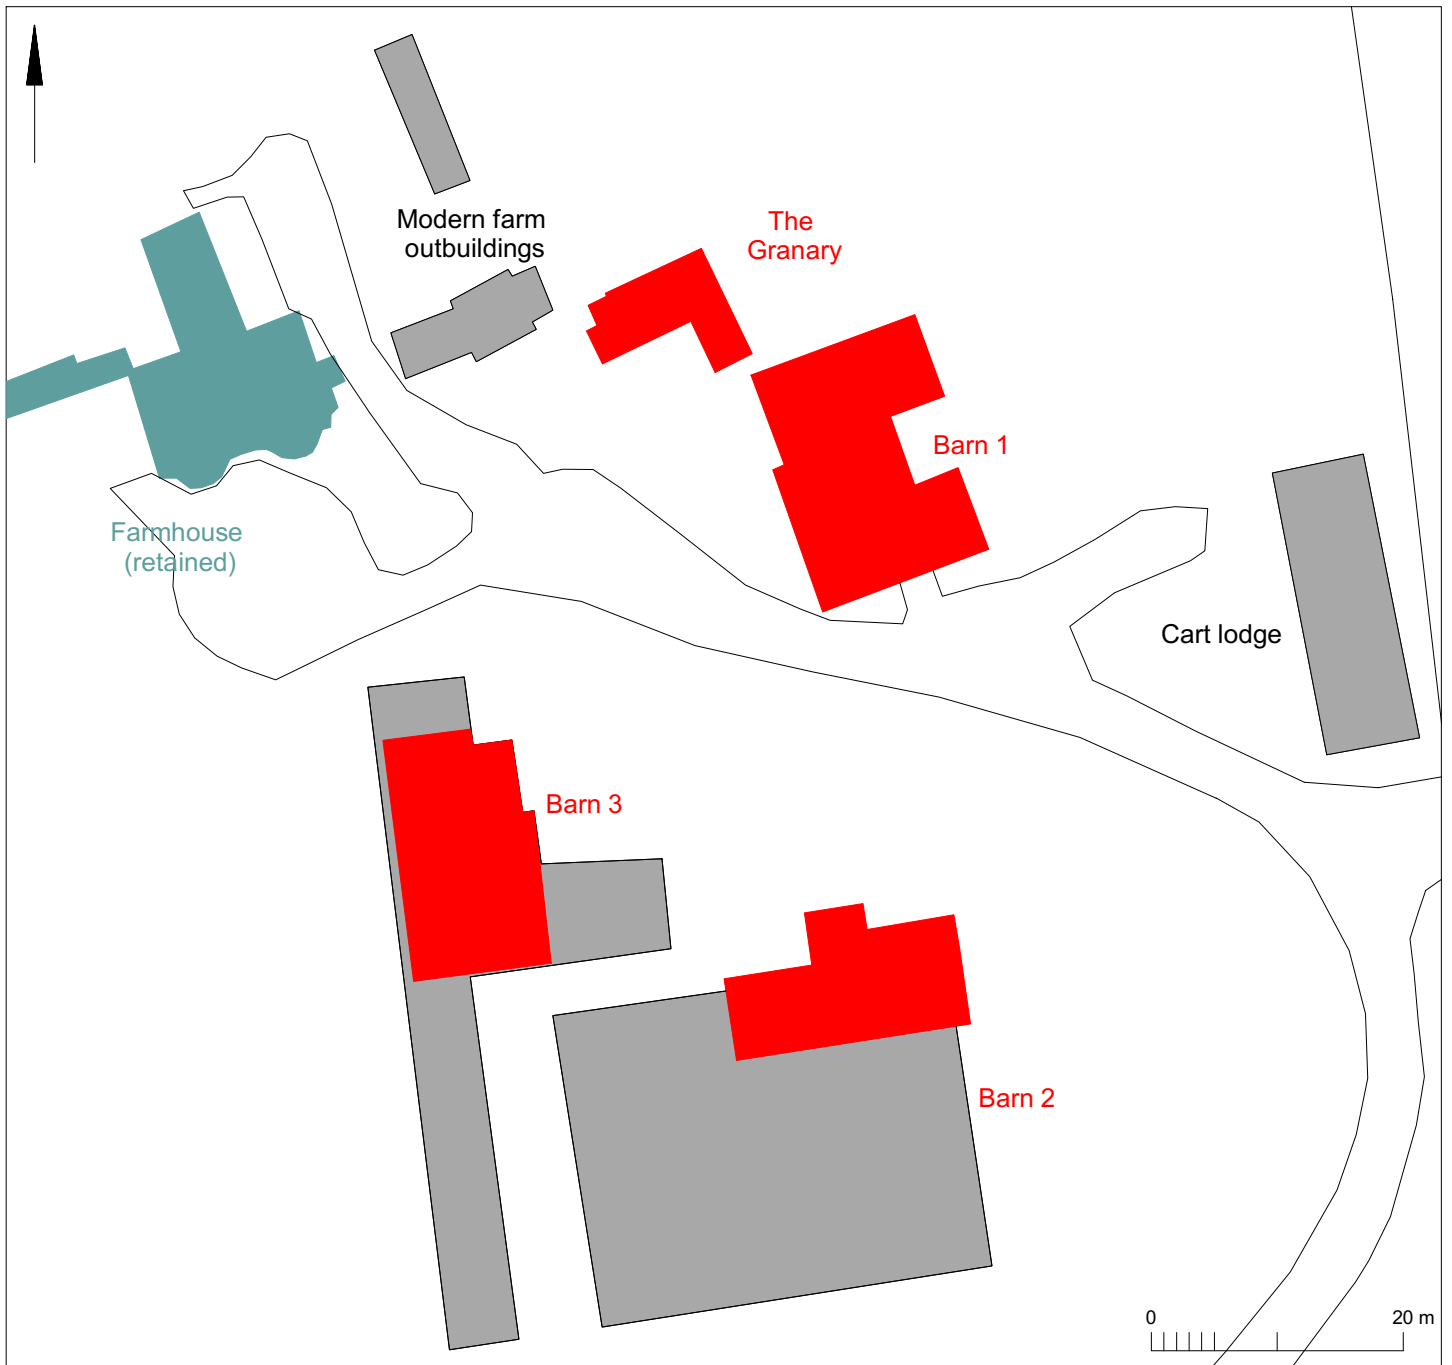 Modern farm
outbuildings
The
Granary
Barn 1
Farmhouse
(retained)
Cart lodge
Barn 3
Barn 2
0
20 m